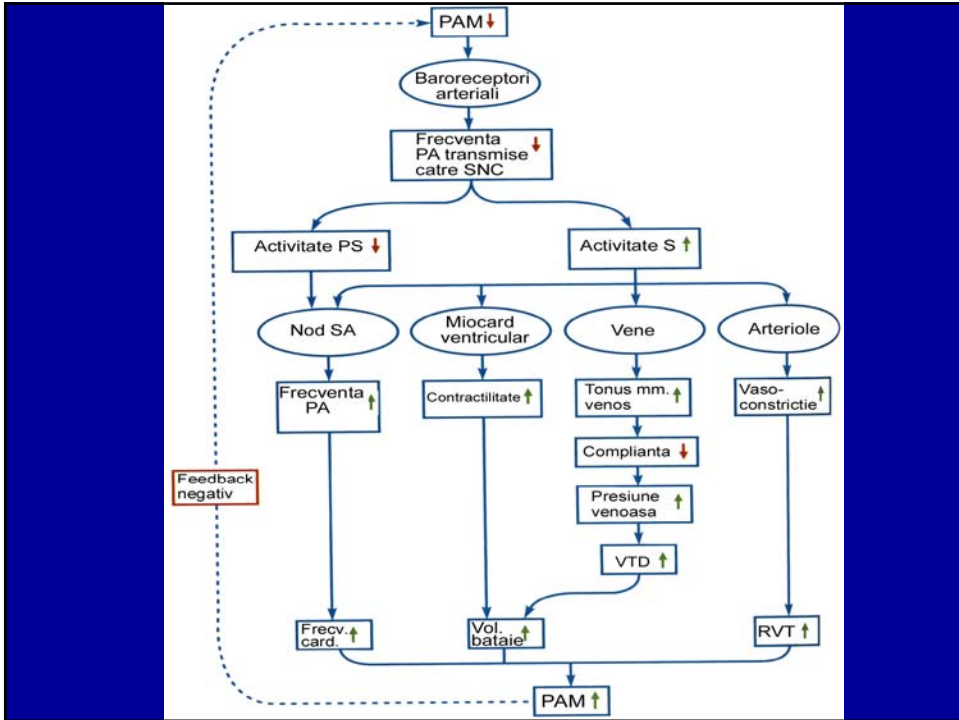 PAM ↓
Baroreceptori
arteriali
Frecventa ↓
PA transmise
catre SNC
Activitate PS ↓
Activitate S ↑
Nod SA
Miocard
ventricular
Vene
Arteriole
Frecventa
PA ↑
Contractilitate ↑
Tonus mm. ↑
venos
Vaso- ↑
constrictie
Complianta ↓
Feedback
negativ
Presiune ↑
venoasa
VTD ↑
Frecv. ↑
card.
Vol. ↑
bataie
RVT ↑
PAM ↑